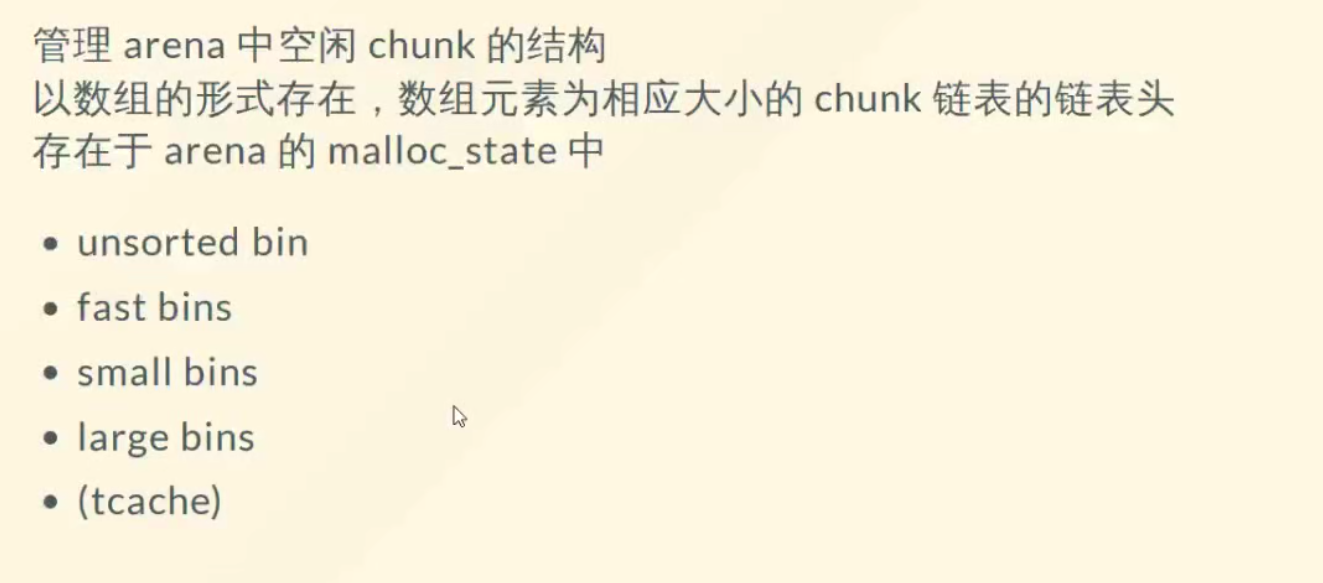 管理 arena 中空闲 chunk 的结构
以数组的形式存在，数组元素为相应大小的 chunk 链表的链表头
存在于 arena 的 malloc_state 中
• unsorted bin
• fast bins
• small bins
• large bins
• (tcache)